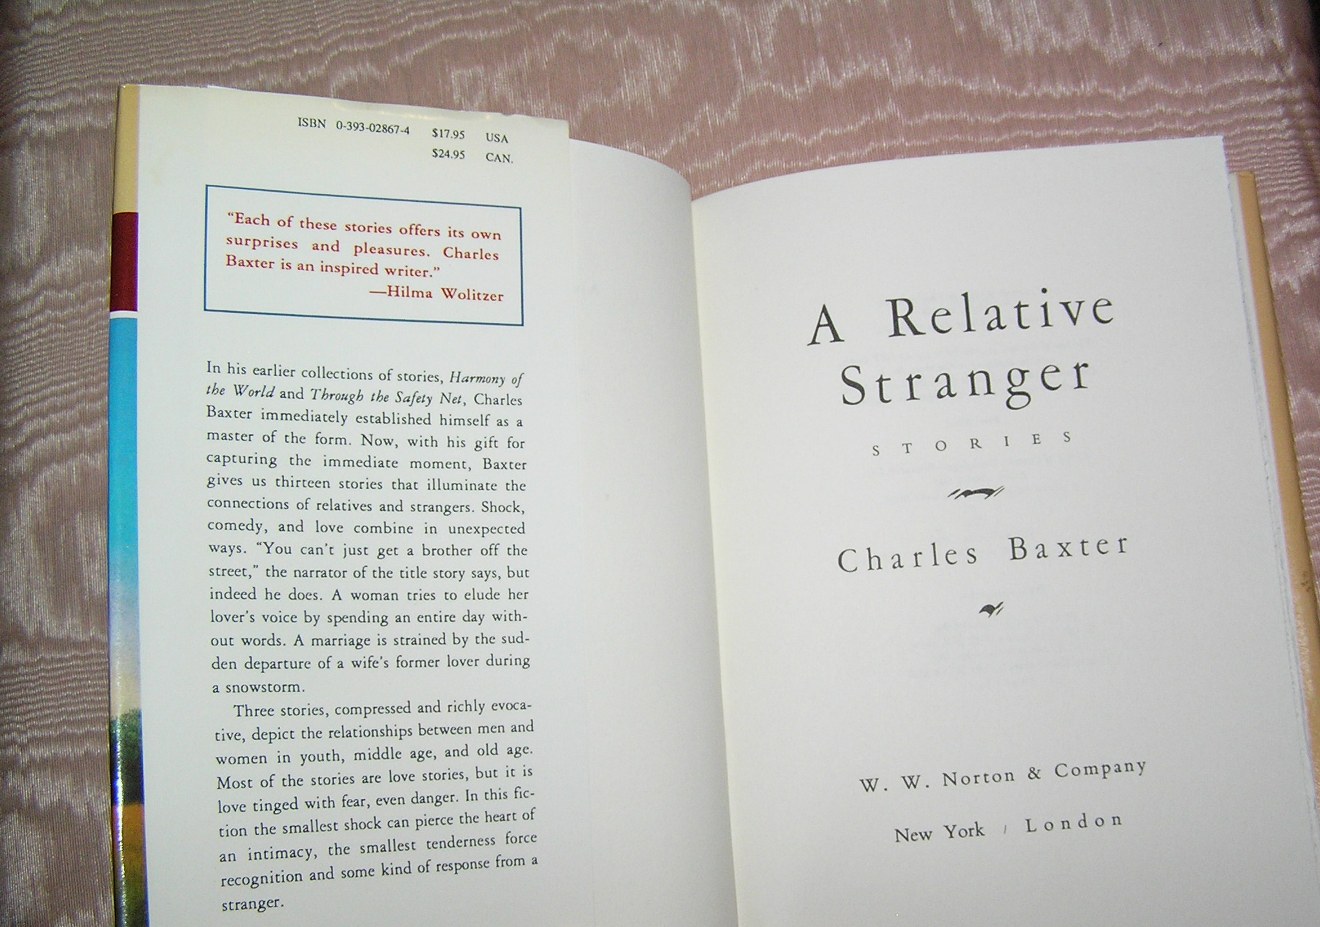 ISBN 0-393-02867-4 $17.95 USA
$24.95 CAN.
“Each of these stories offers its own
surprises and pleasures. Charles
Baxter is an inspired writer.”
—Hilma Wolitzer
In his earlier collections of stories, Harmony of
the World and Through the Safety Net, Charles
Baxter immediately established himself as a
master of the form. Now, with his gift for
capturing the immediate moment, Baxter
gives us thirteen stories that illuminate the
connections of relatives and strangers. Shock,
comedy, and love combine in unexpected
ways. “You can’t just get a brother off the
street,” the narrator of the title story says, but
indeed he does. A woman tries to elude her
lover’s voice by spending an entire day with-
out words. A marriage is strained by the sud-
den departure of a wife’s former lover during
a snowstorm.
Three stories, compressed and richly evoca-
tive, depict the relationships between men and
women in youth, middle age, and old age.
Most of the stories are love stories, but it is
love tinged with fear, even danger. In this fic-
tion the smallest shock can pierce the heart of
an intimacy, the smallest tenderness force
recognition and some kind of response from a
stranger.
A Relative
Stranger
STORIES
Charles Baxter
W. W. Norton & Company
New York / London